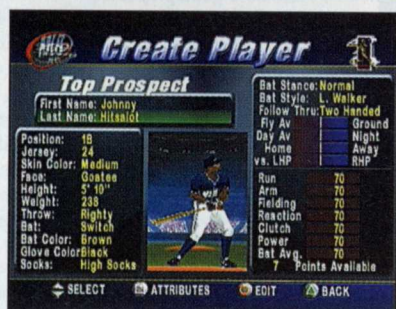 Create Player
Top Prospect
First Name: Johnny
Last Name: Hitsalot
Position: 1B
Jersey: 24
Skin Color: Medium
Face: Goatee
Height: 5' 10"
Weight: 238
Throw: Righty
Bat: Switch
Bat Color: Brown
Glove Color Black
Socks: High Socks
Bat Stance: Normal
Bat Style: L. Walker
Follow Thru: Two Handed
Fly Av Ground
Day Av Night
Home Away
vs. LHP RHP
Run 70
Arm 70
Fielding 70
Reaction 70
Clutch 70
Power 70
Bat Avg. 70
7 Points Available
SELECT ATTRIBUTES EDIT BACK